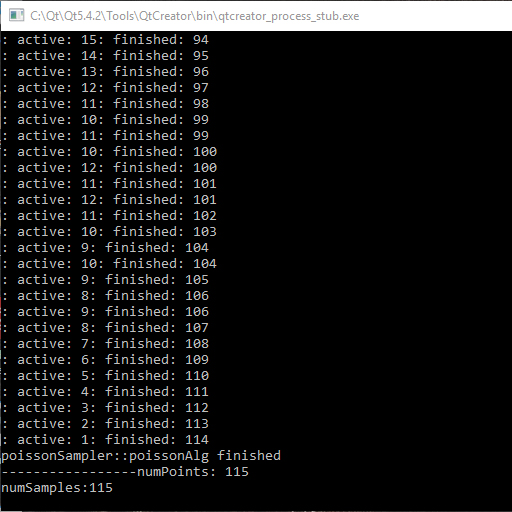 C:\Qt\Qt5.4.2\Tools\QtCreator\bin\qtcreator_process_stub.exe
: active: 15: finished: 94
: active: 14: finished: 95
: active: 13: finished: 96
: active: 12: finished: 97
: active: 11: finished: 98
: active: 10: finished: 99
: active: 11: finished: 99
: active: 10: finished: 100
: active: 12: finished: 100
: active: 11: finished: 101
: active: 12: finished: 101
: active: 11: finished: 102
: active: 10: finished: 103
: active: 9: finished: 104
: active: 10: finished: 104
: active: 9: finished: 105
: active: 8: finished: 106
: active: 9: finished: 106
: active: 8: finished: 107
: active: 7: finished: 108
: active: 6: finished: 109
: active: 5: finished: 110
: active: 4: finished: 111
: active: 3: finished: 112
: active: 2: finished: 113
: active: 1: finished: 114
poissonSampler::poissonAlg finished
-----------------numPoints: 115
numSamples:115